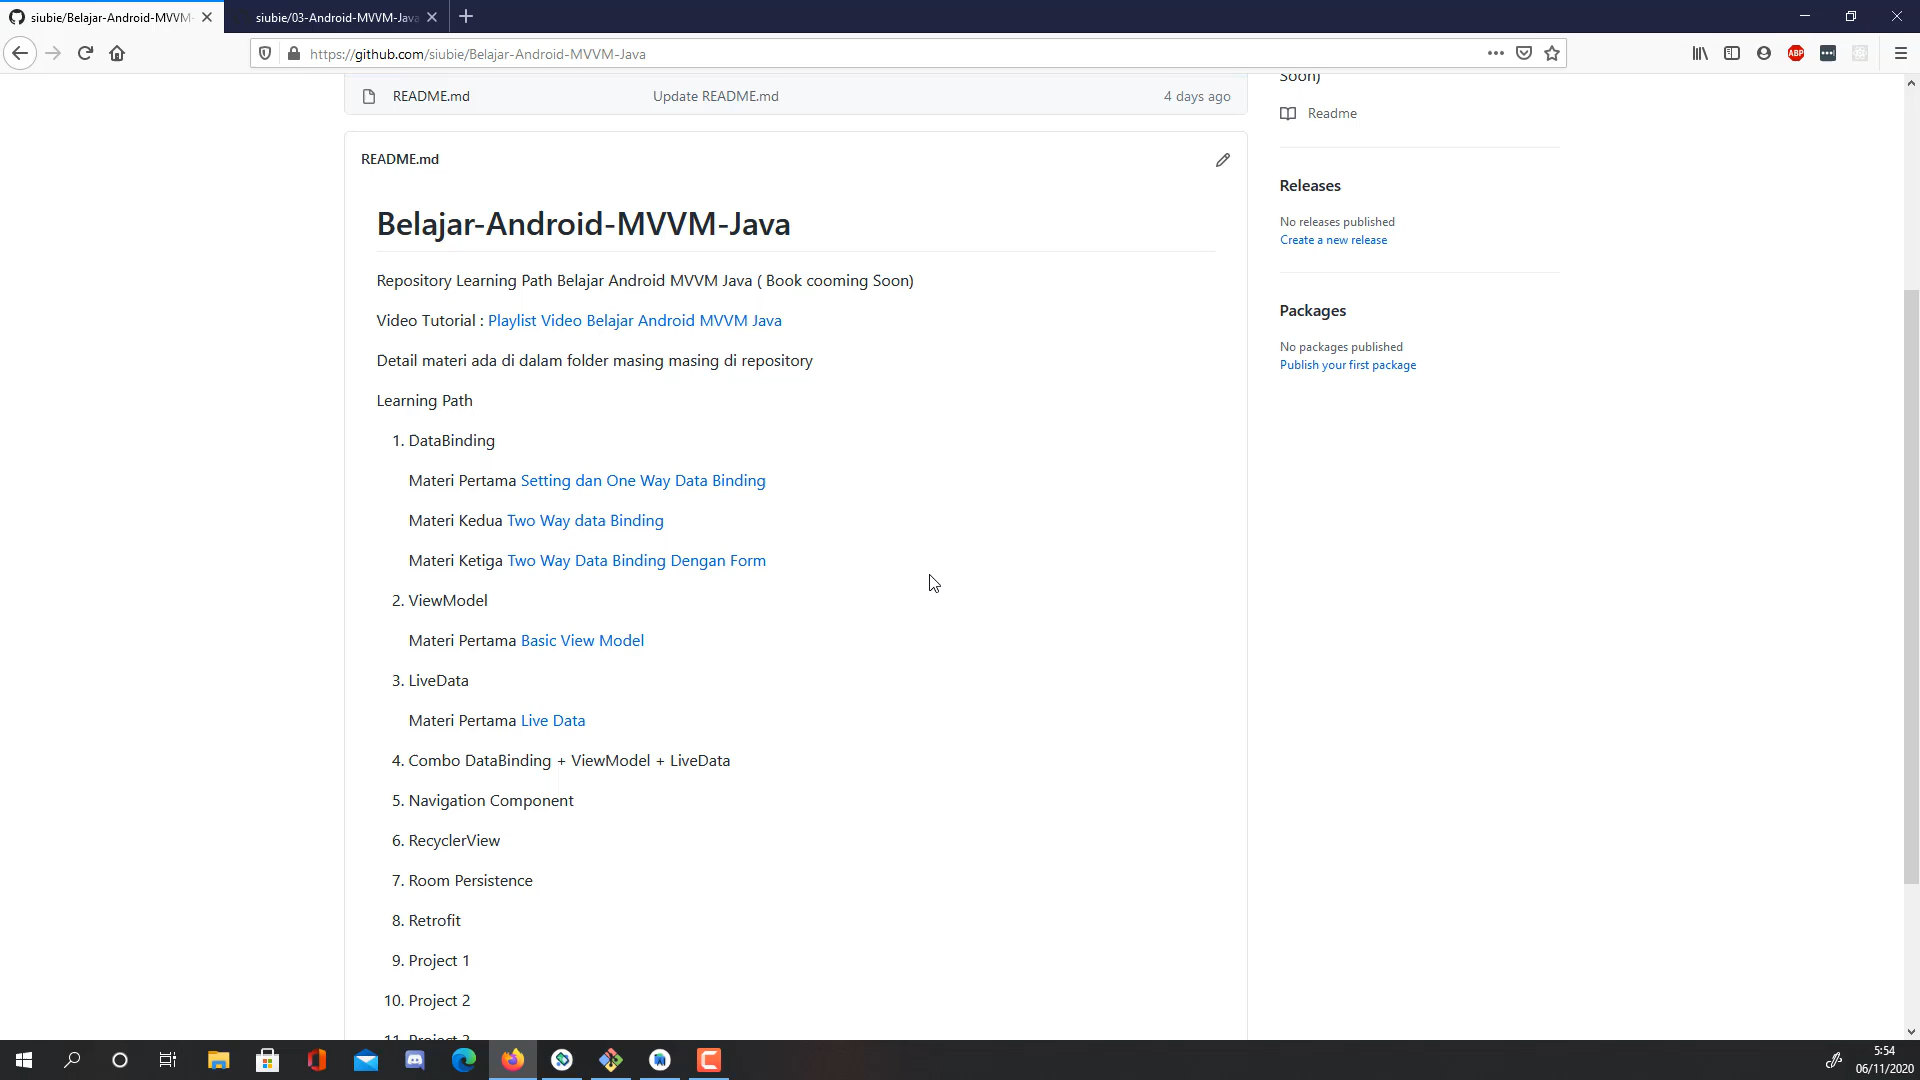 siubie/Belajar-Android-MVVM-
siubie/03-Android-MVVM-Java
https://github.com/siubie/Belajar-Android-MVVM-Java
ABP
Soon)
README.md Update README.md 4 days ago
Readme
README.md
Releases
No releases published
Create a new release
Packages
No packages published
Publish your first package
Belajar-Android-MVVM-Java
Repository Learning Path Belajar Android MVVM Java ( Book cooming Soon)
Video Tutorial : Playlist Video Belajar Android MVVM Java
Detail materi ada di dalam folder masing masing di repository
Learning Path
1. DataBinding
Materi Pertama Setting dan One Way Data Binding
Materi Kedua Two Way data Binding
Materi Ketiga Two Way Data Binding Dengan Form
2. ViewModel
Materi Pertama Basic View Model
3. LiveData
Materi Pertama Live Data
4. Combo DataBinding + ViewModel + LiveData
5. Navigation Component
6. RecyclerView
7. Room Persistence
8. Retrofit
9. Project 1
10. Project 2
11. Project 3
5:54
06/11/2020